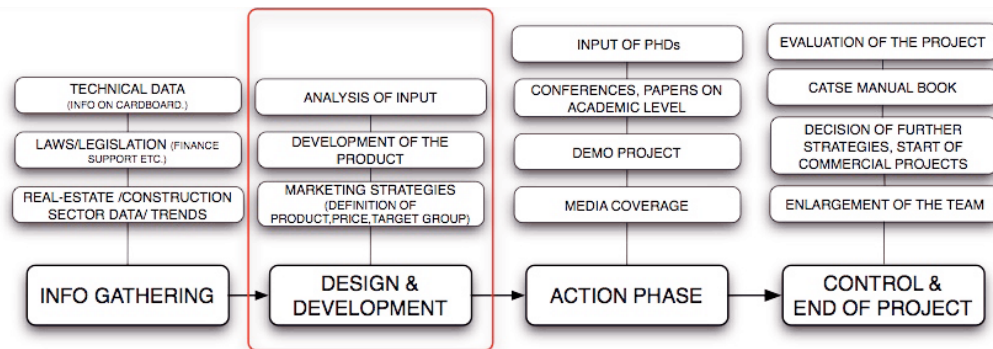 TECHNICAL DATA
(INFO ON CARDBOARD.)
LAWS/LEGISLATION (FINANCE
SUPPORT ETC.)
REAL-ESTATE /CONSTRUCTION
SECTOR DATA/ TRENDS
INFO GATHERING
ANALYSIS OF INPUT
DEVELOPMENT OF THE
PRODUCT
MARKETING STRATEGIES
(DEFINITION OF
PRODUCT,PRICE,TARGET GROUP)
DESIGN &
DEVELOPMENT
INPUT OF PHDs
CONFERENCES, PAPERS ON
ACADEMIC LEVEL
DEMO PROJECT
MEDIA COVERAGE
ACTION PHASE
EVALUATION OF THE PROJECT
CATSE MANUAL BOOK
DECISION OF FURTHER
STRATEGIES, START OF
COMMERCIAL PROJECTS
ENLARGEMENT OF THE TEAM
CONTROL &
END OF PROJECT